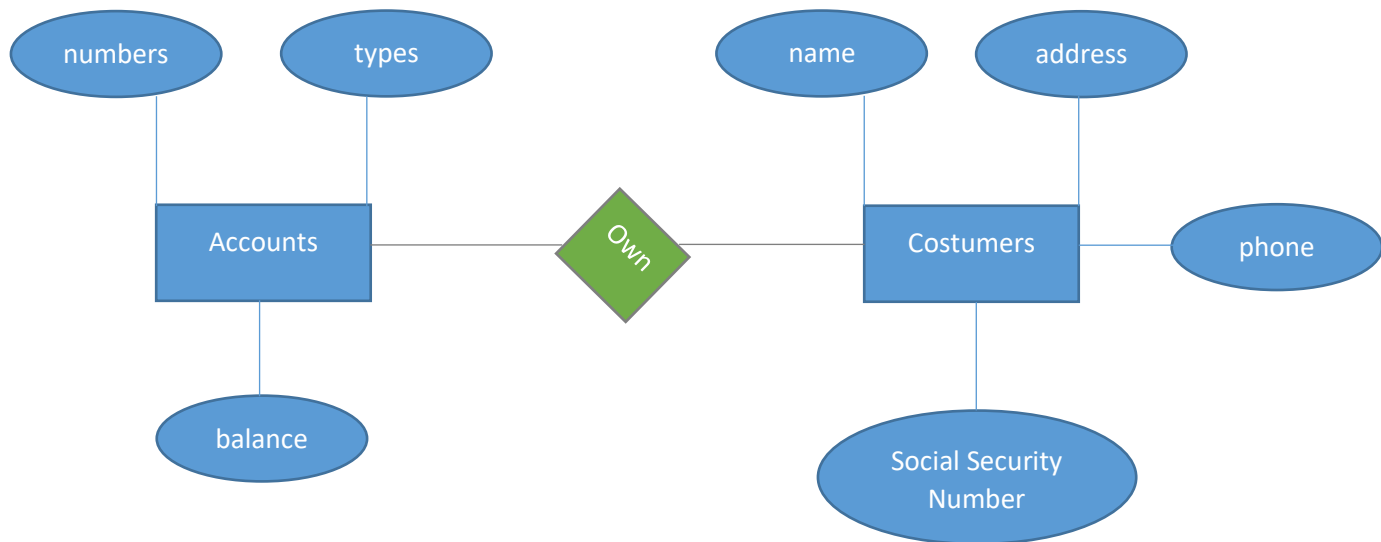 numbers
types
name
address
Accounts
Own
Costumers
phone
balance
Social Security
Number